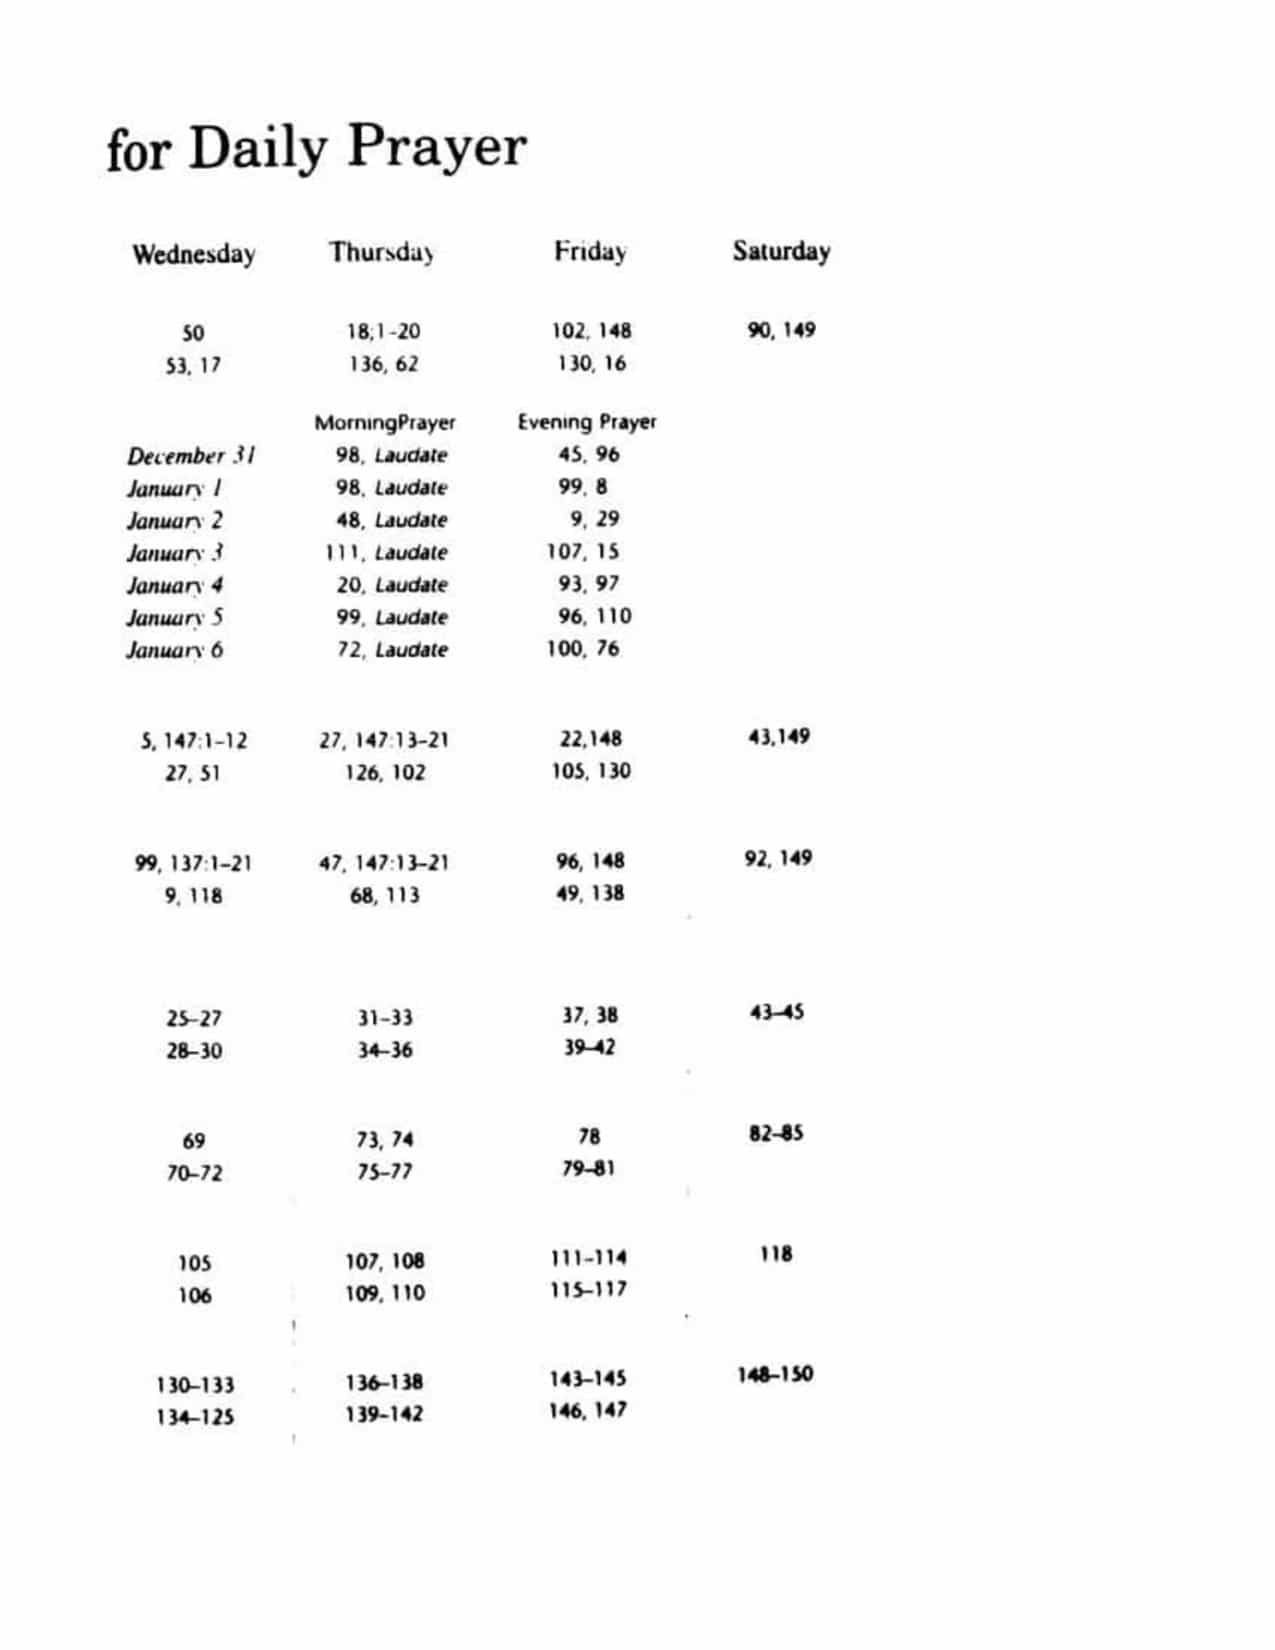 for Daily Prayer
Wednesday Thursday Friday Saturday
50 18;1-20 102, 148 90, 149
53, 17 136, 62 130, 16
MorningPrayer Evening Prayer
December 31 98, Laudate 45, 96
January 1 98, Laudate 99, 8
January 2 48, Laudate 9, 29
January 3 111, Laudate 107, 15
January 4 20, Laudate 93, 97
January 5 99, Laudate 96, 110
January 6 72, Laudate 100, 76
5, 147:1–12 27, 147:13–21 22,148 43,149
27, 51 126, 102 105, 130
99, 137:1–21 47, 147:13–21 96, 148 92, 149
9, 118 68, 113 49, 138
25–27 31–33 37, 38 43–45
28–30 34–36 39–42
69 73, 74 78 82–85
70–72 75–77 79–81
105 107, 108 111–114 118
106 109, 110 115–117
130–133 136–138 143–145 148–150
134–125 139–142 146, 147